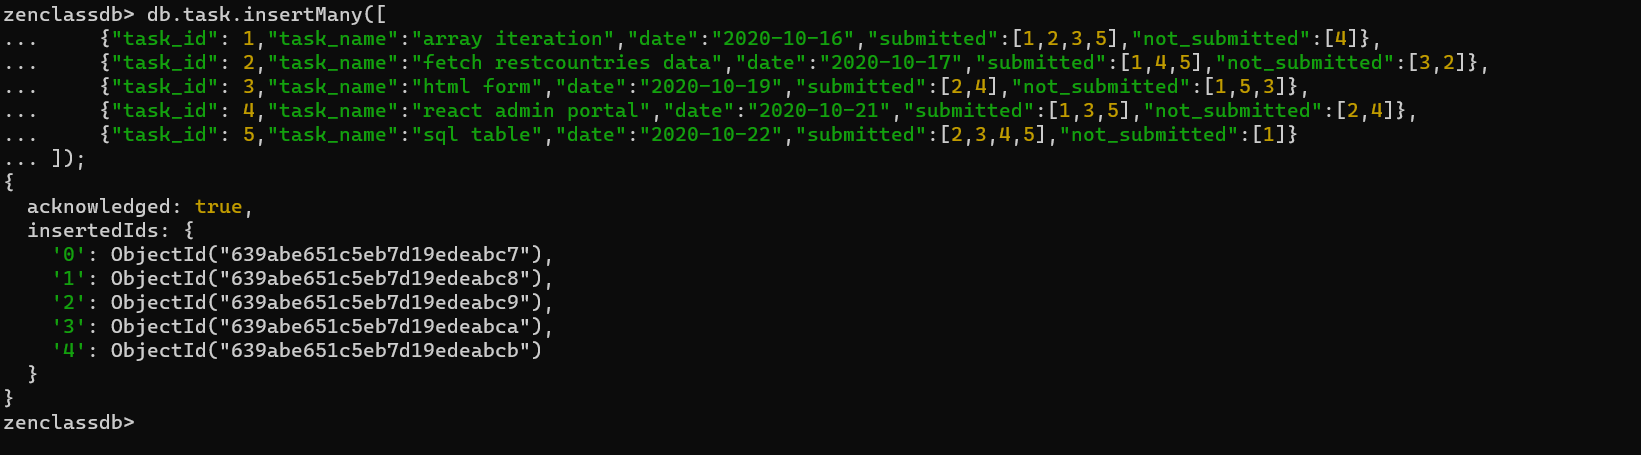 zenclassdb> db.task.insertMany([
...     {"task_id": 1,"task_name":"array iteration","date":"2020-10-16","submitted":[1,2,3,5],"not_submitted":[4]},
...     {"task_id": 2,"task_name":"fetch restcountries data","date":"2020-10-17","submitted":[1,4,5],"not_submitted":[3,2]},
...     {"task_id": 3,"task_name":"html form","date":"2020-10-19","submitted":[2,4],"not_submitted":[1,5,3]},
...     {"task_id": 4,"task_name":"react admin portal","date":"2020-10-21","submitted":[1,3,5],"not_submitted":[2,4]},
...     {"task_id": 5,"task_name":"sql table","date":"2020-10-22","submitted":[2,3,4,5],"not_submitted":[1]}
... ]);
{
  acknowledged: true,
  insertedIds: {
    '0': ObjectId("639abe651c5eb7d19edeabc7"),
    '1': ObjectId("639abe651c5eb7d19edeabc8"),
    '2': ObjectId("639abe651c5eb7d19edeabc9"),
    '3': ObjectId("639abe651c5eb7d19edeabca"),
    '4': ObjectId("639abe651c5eb7d19edeabcb")
  }
}
zenclassdb>